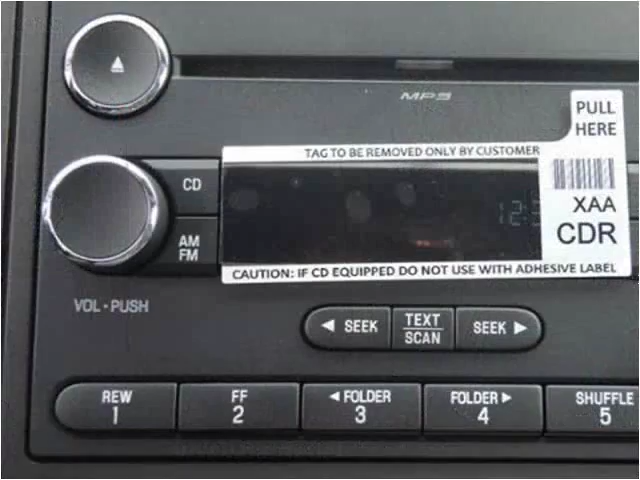 MP3
PULL
HERE
TAG TO BE REMOVED ONLY BY CUSTOMER
CD
XAA
CDR
AM
FM
CAUTION: IF CD EQUIPPED DO NOT USE WITH ADHESIVE LABEL
VOL • PUSH
◀ SEEK
TEXT
SCAN
SEEK ▶
REW
1
FF
2
◀ FOLDER
3
FOLDER ▶
4
SHUFFLE
5